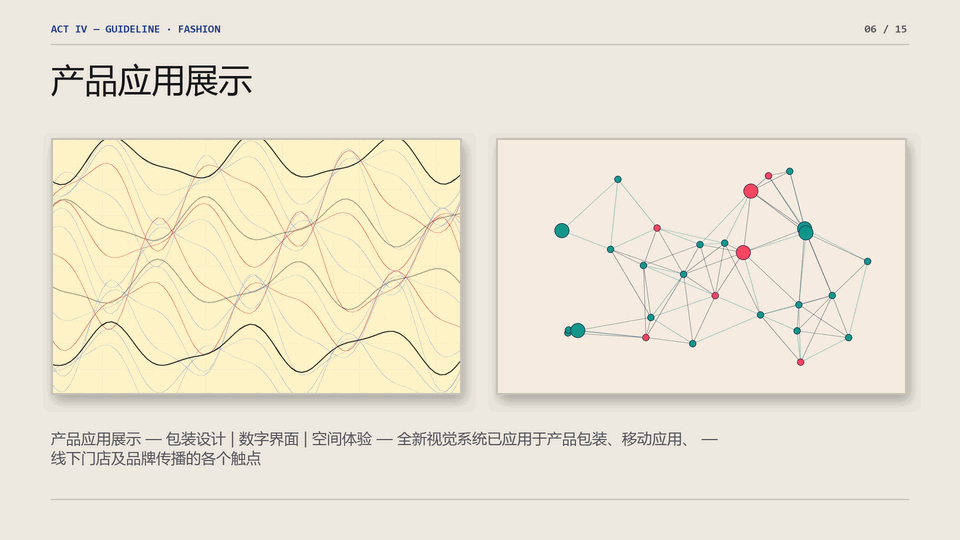 ACT IV — GUIDELINE · FASHION
06 / 15
产品应用展示
产品应用展示 — 包装设计 | 数字界面 | 空间体验 — 全新视觉系统已应用于产品包装、移动应用、 —
线下门店及品牌传播的各个触点